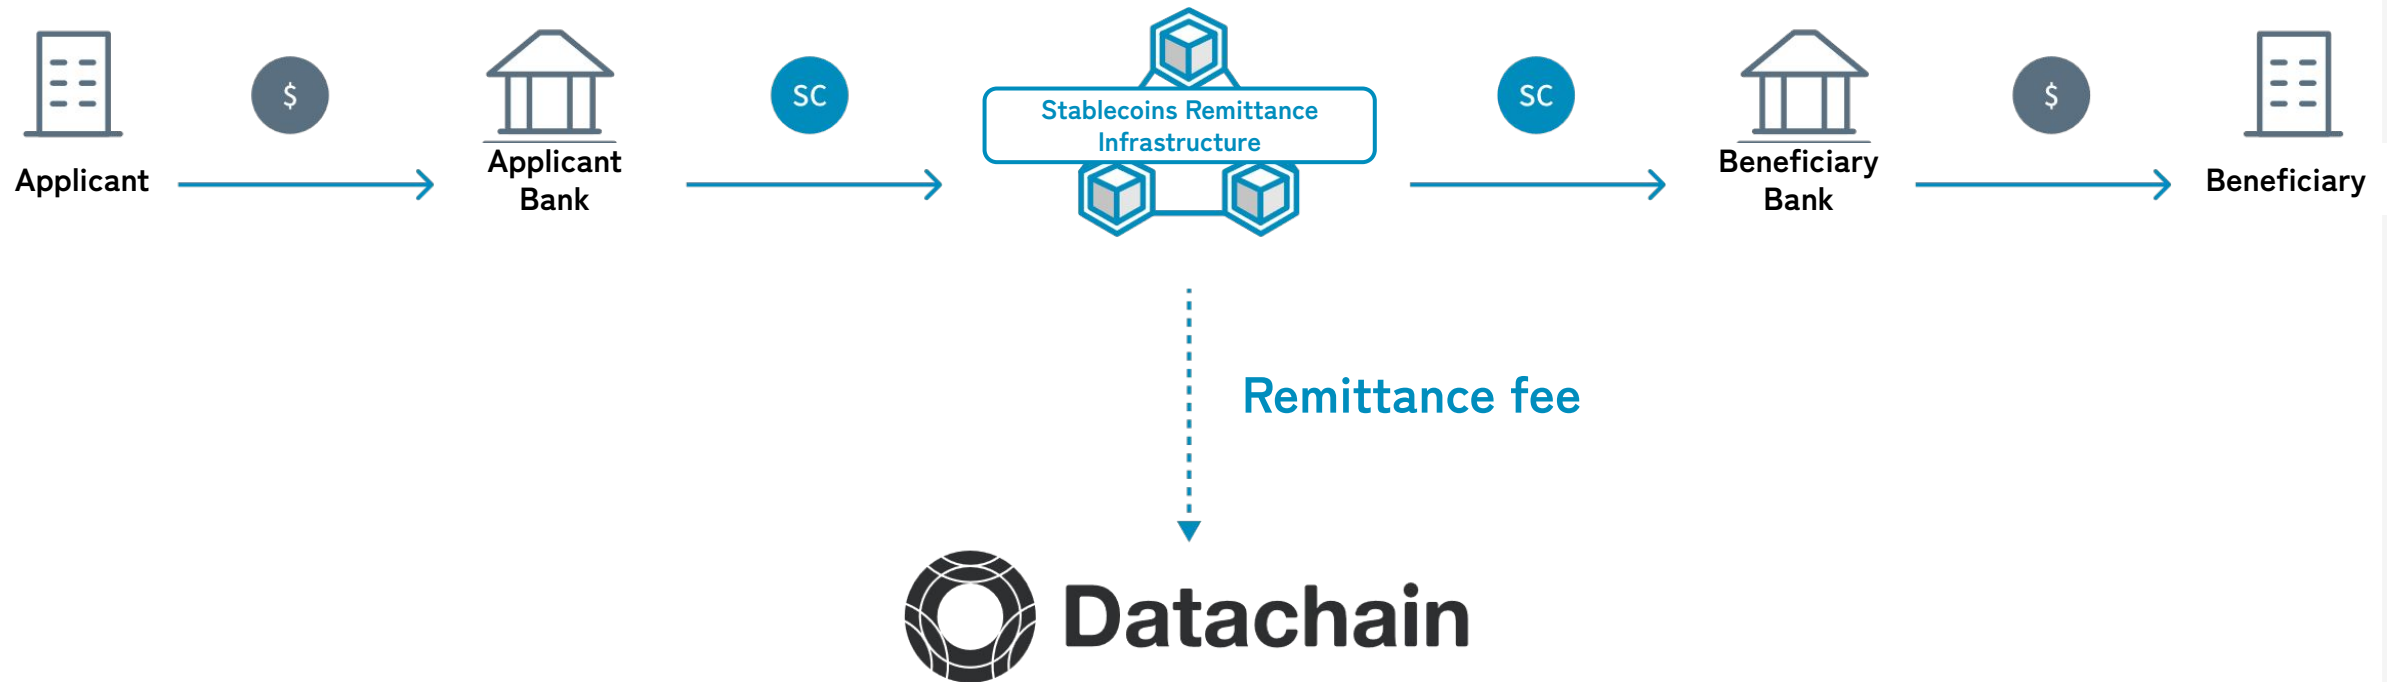 $
SC
Stablecoins Remittance
Infrastructure
SC
$
Applicant
Applicant
Bank
Beneficiary
Bank
Beneficiary
Remittance fee
Datachain